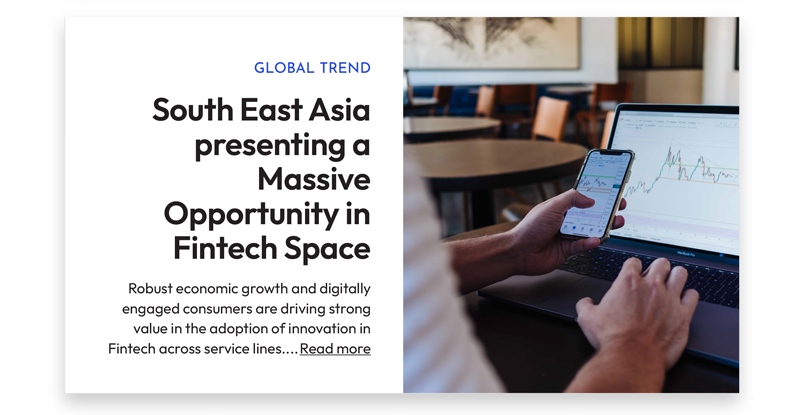 GLOBAL TREND
South East Asia
presenting a
Massive
Opportunity in
Fintech Space
Robust economic growth and digitally
engaged consumers are driving strong
value in the adoption of innovation in
Fintech across service lines....Read more